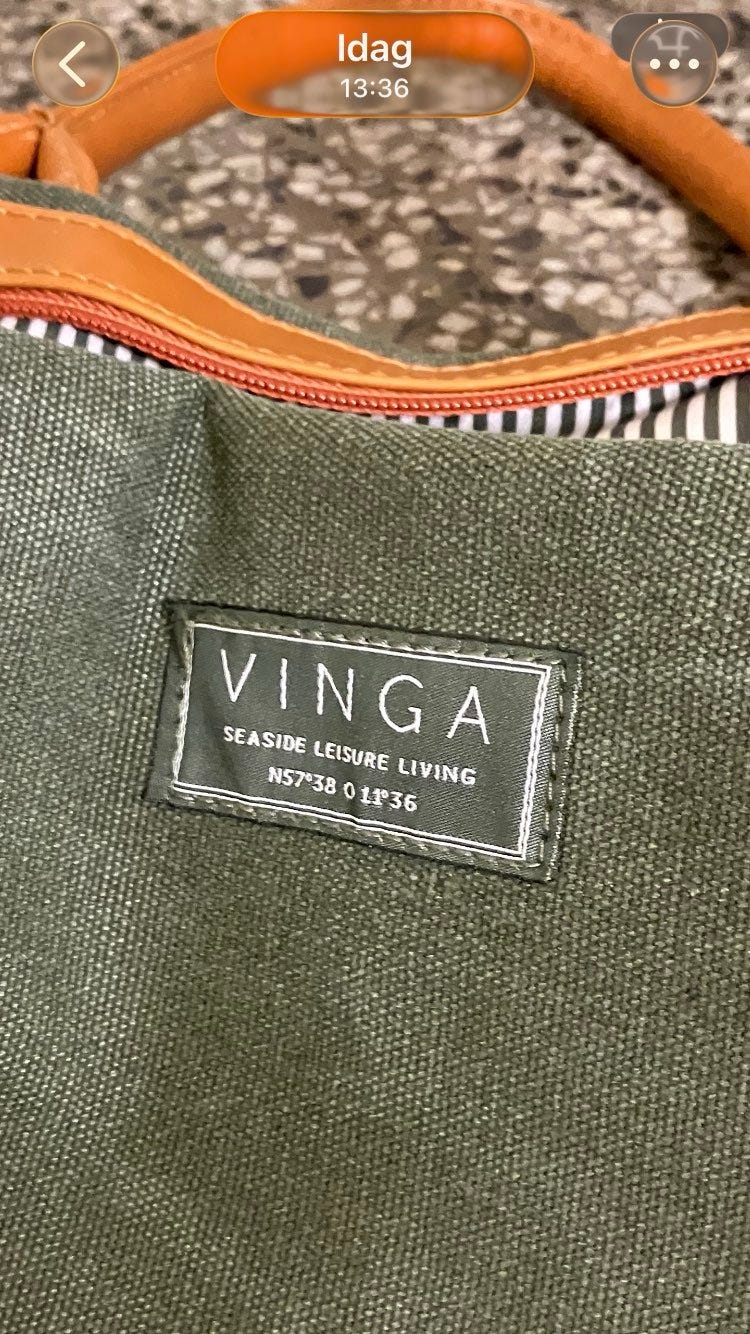 Idag
13:36
VINGA
SEASIDE LEISURE LIVING
N57°38 O 11°36